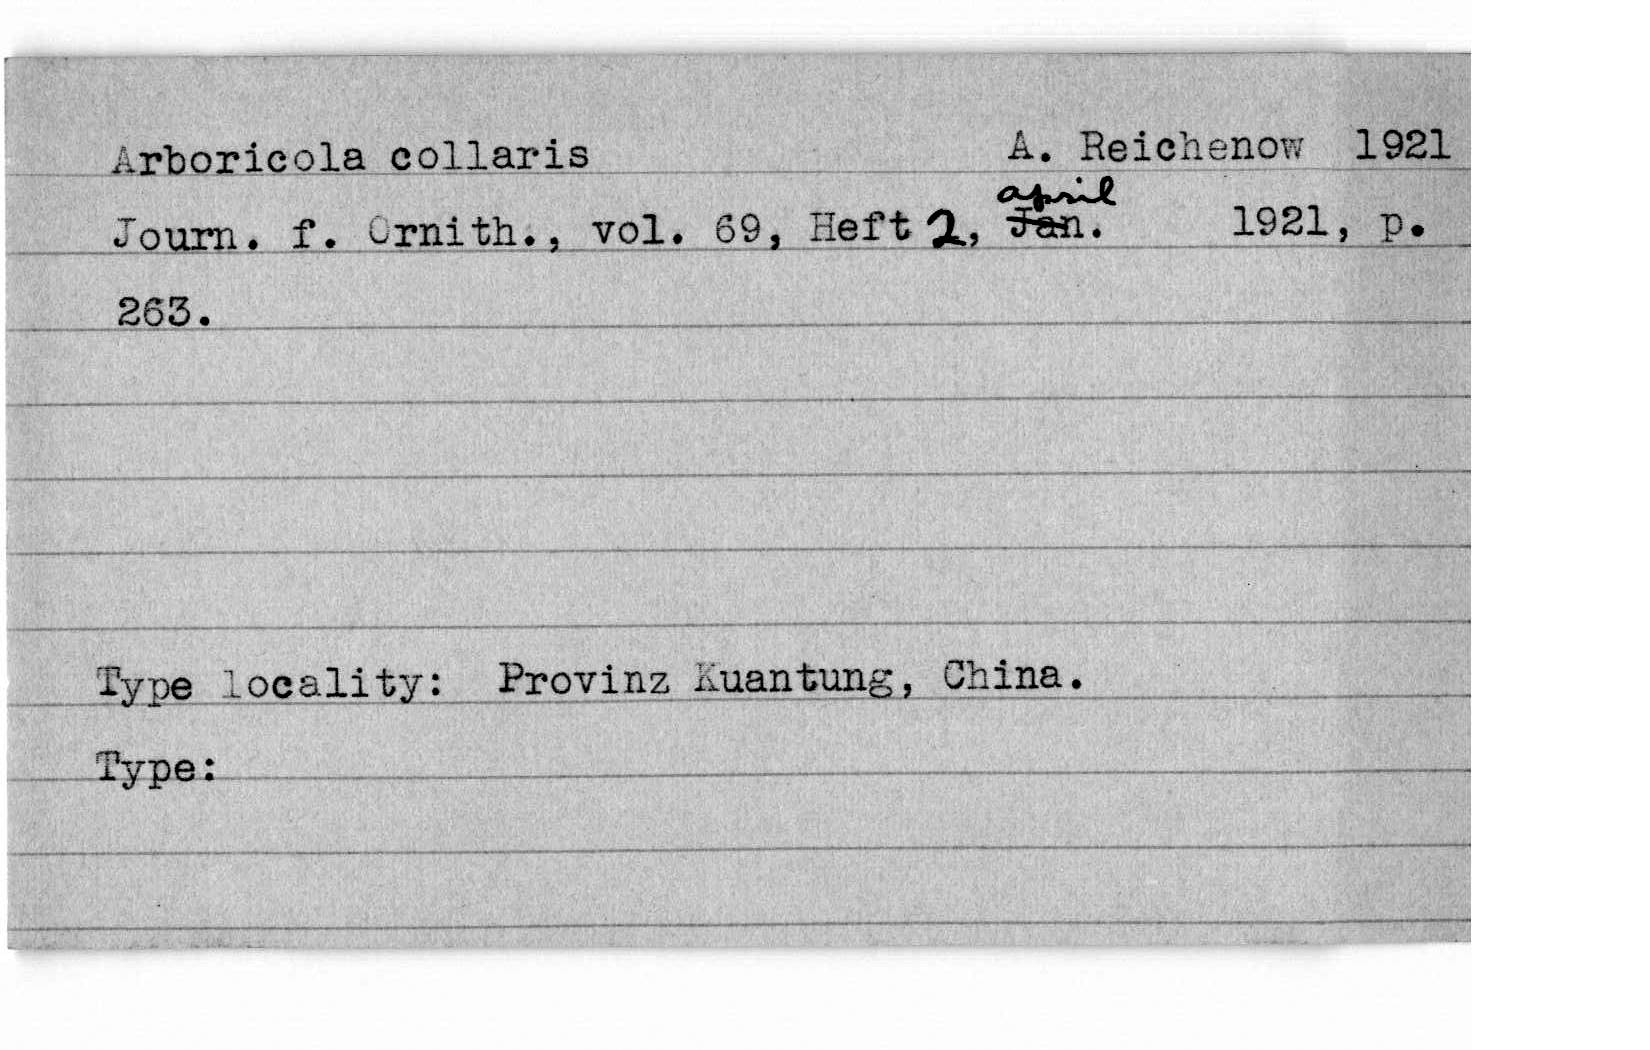 Arboricola collaris A. Reichenow 1921
april
Journ. f. Ornith., vol. 69, Heft 2, Jan. 1921, p.
263.
Type locality: Provinz Kuantung, China.
Type: